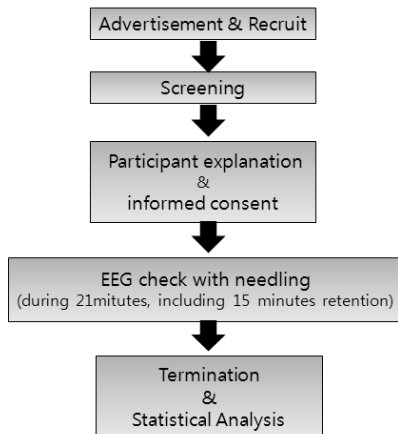 Advertisement & Recruit
Screening
Participant explanation
&
informed consent
EEG check with needling
(during 21mitutes, including 15 minutes retention)
Termination
&
Statistical Analysis